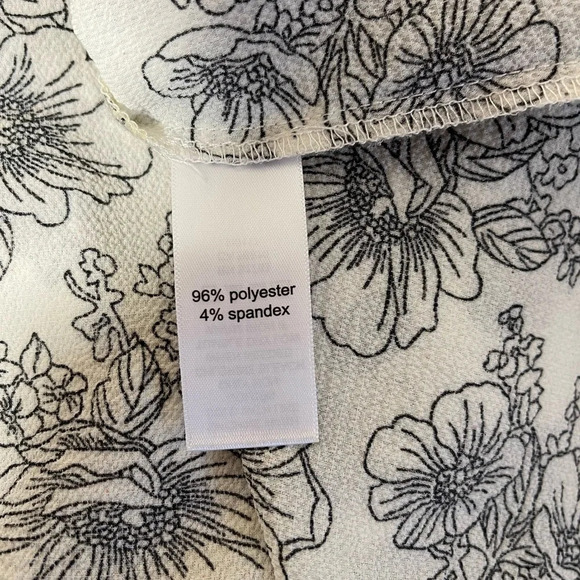 96% polyester
4% spandex